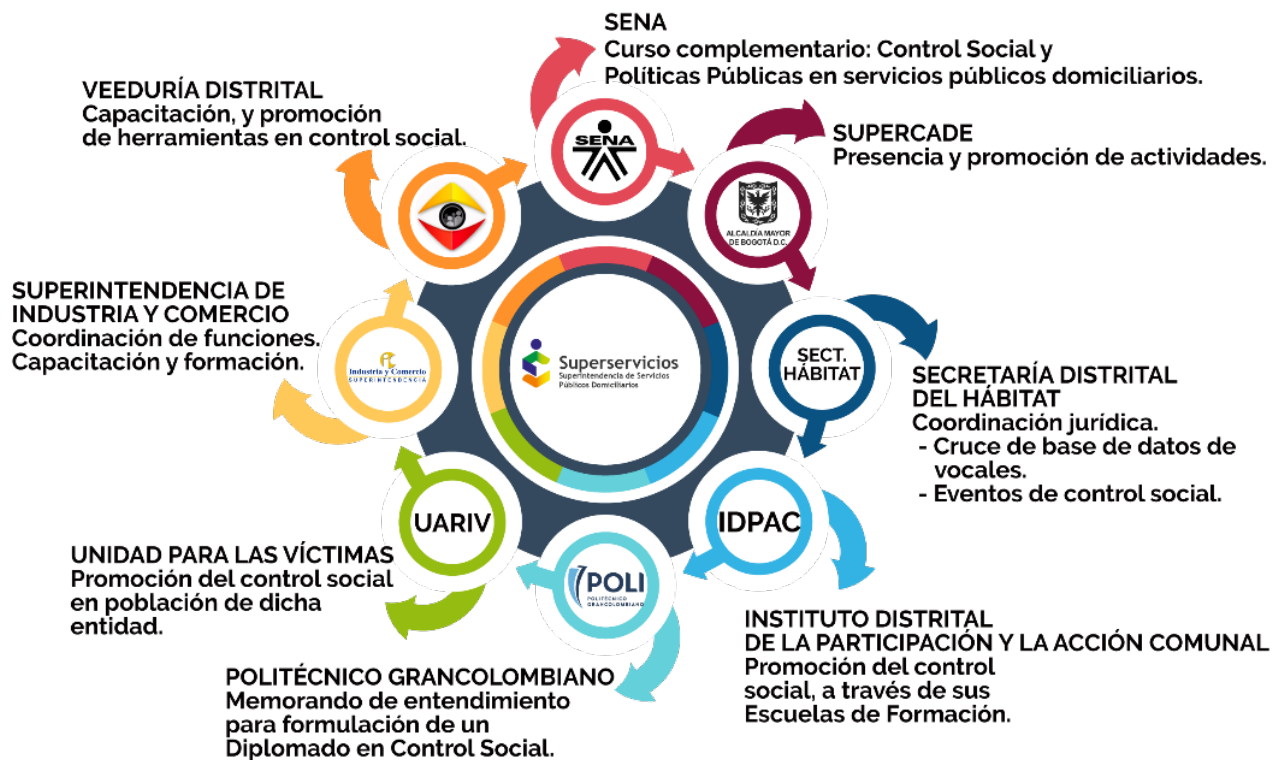 SENA
Curso complementario: Control Social y
Políticas Públicas en servicios públicos domiciliarios.
SENA
SUPERCADE
Presencia y promoción de actividades.
ALCALDÍA MAYOR
DE BOGOTÁ D.C.
SECT.
HÁBITAT
SECRETARÍA DISTRITAL
DEL HÁBITAT
Coordinación jurídica.
- Cruce de base de datos de
vocales.
- Eventos de control social.
IDPAC
INSTITUTO DISTRITAL
DE LA PARTICIPACIÓN Y LA ACCIÓN COMUNAL
Promoción del control
social, a través de sus
Escuelas de Formación.
POLI
POLITÉCNICO
GRANCOLOMBIANO
POLITÉCNICO GRANCOLOMBIANO
Memorando de entendimiento
para formulación de un
Diplomado en Control Social.
UARIV
UNIDAD PARA LAS VÍCTIMAS
Promoción del control social
en población de dicha
entidad.
Industria y Comercio
SUPERINTENDENCIA
SUPERINTENDENCIA DE
INDUSTRIA Y COMERCIO
Coordinación de funciones.
Capacitación y formación.
VEEDURÍA DISTRITAL
Capacitación, y promoción
de herramientas en control social.
Superservicios
Superintendencia de Servicios
Públicos Domiciliarios